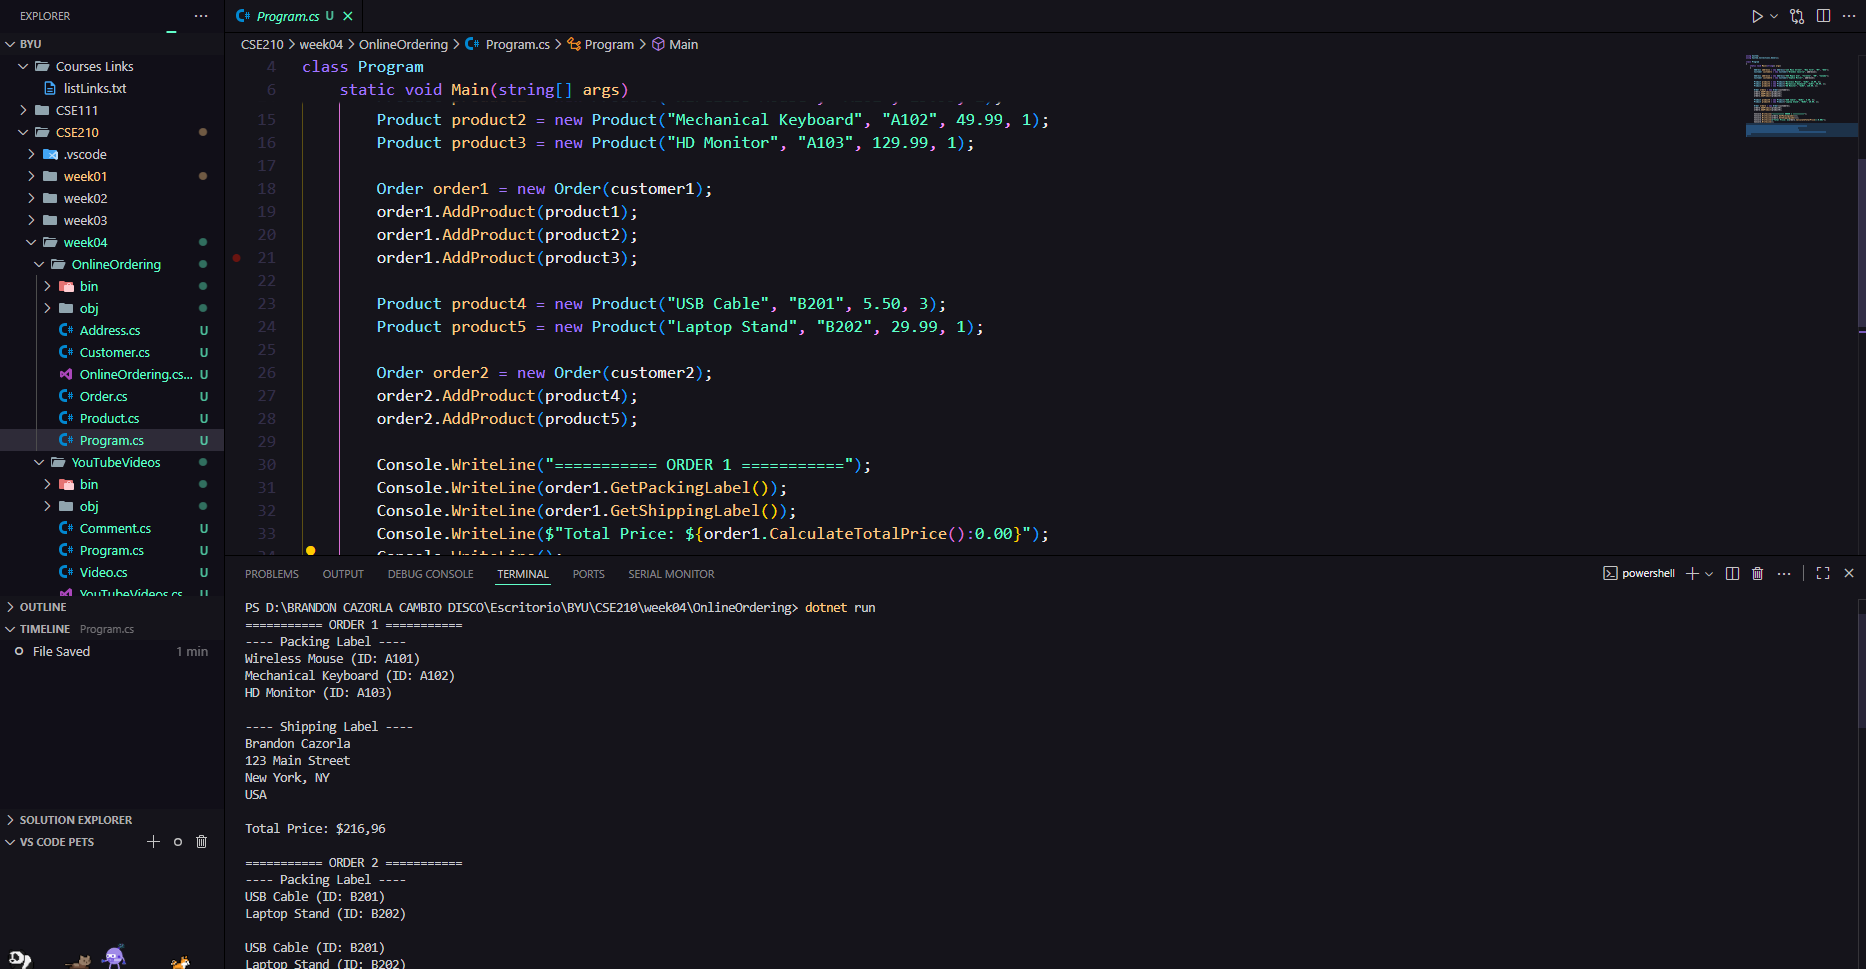 EXPLORER
BYU
Courses Links
listLinks.txt
CSE111
CSE210
.vscode
week01
week02
week03
week04
OnlineOrdering
bin
obj
Address.cs U
Customer.cs U
OnlineOrdering.cs... U
Order.cs U
Product.cs U
Program.cs U
YouTubeVideos
bin
obj
Comment.cs U
Program.cs U
Video.cs U
YouTubeVideos.cs
OUTLINE
TIMELINE Program.cs
File Saved 1 min
SOLUTION EXPLORER
VS CODE PETS
Program.cs U
CSE210 > week04 > OnlineOrdering > Program.cs > Program > Main
4 class Program
6 static void Main(string[] args)
15 Product product2 = new Product("Mechanical Keyboard", "A102", 49.99, 1);
16 Product product3 = new Product("HD Monitor", "A103", 129.99, 1);
17
18 Order order1 = new Order(customer1);
19 order1.AddProduct(product1);
20 order1.AddProduct(product2);
21 order1.AddProduct(product3);
22
23 Product product4 = new Product("USB Cable", "B201", 5.50, 3);
24 Product product5 = new Product("Laptop Stand", "B202", 29.99, 1);
25
26 Order order2 = new Order(customer2);
27 order2.AddProduct(product4);
28 order2.AddProduct(product5);
29
30 Console.WriteLine("=========== ORDER 1 ===========");
31 Console.WriteLine(order1.GetPackingLabel());
32 Console.WriteLine(order1.GetShippingLabel());
33 Console.WriteLine($"Total Price: ${order1.CalculateTotalPrice():0.00}");
34 Console.WriteLine();
PROBLEMS OUTPUT DEBUG CONSOLE TERMINAL PORTS SERIAL MONITOR
powershell
PS D:\BRANDON CAZORLA CAMBIO DISCO\Escritorio\BYU\CSE210\week04\OnlineOrdering> dotnet run
=========== ORDER 1 ===========
---- Packing Label ----
Wireless Mouse (ID: A101)
Mechanical Keyboard (ID: A102)
HD Monitor (ID: A103)
---- Shipping Label ----
Brandon Cazorla
123 Main Street
New York, NY
USA
Total Price: $216,96
=========== ORDER 2 ===========
---- Packing Label ----
USB Cable (ID: B201)
Laptop Stand (ID: B202)
USB Cable (ID: B201)
Laptop Stand (ID: B202)